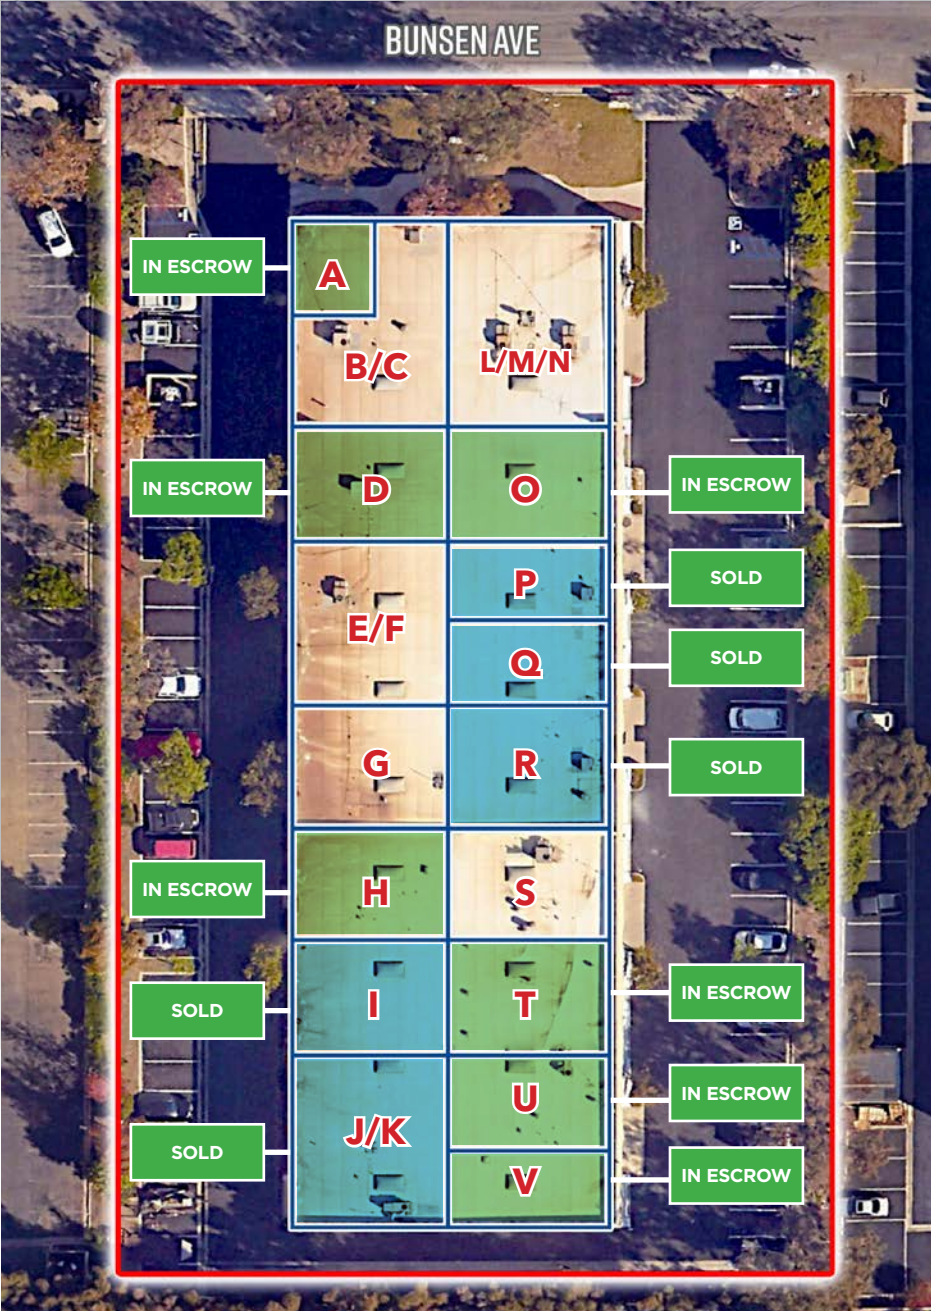 BUNSEN AVE
IN ESCROW
A
B/C
L/M/N
IN ESCROW
D
O
IN ESCROW
P
SOLD
E/F
Q
SOLD
G
R
SOLD
IN ESCROW
H
S
SOLD
I
T
IN ESCROW
U
IN ESCROW
SOLD
J/K
V
IN ESCROW